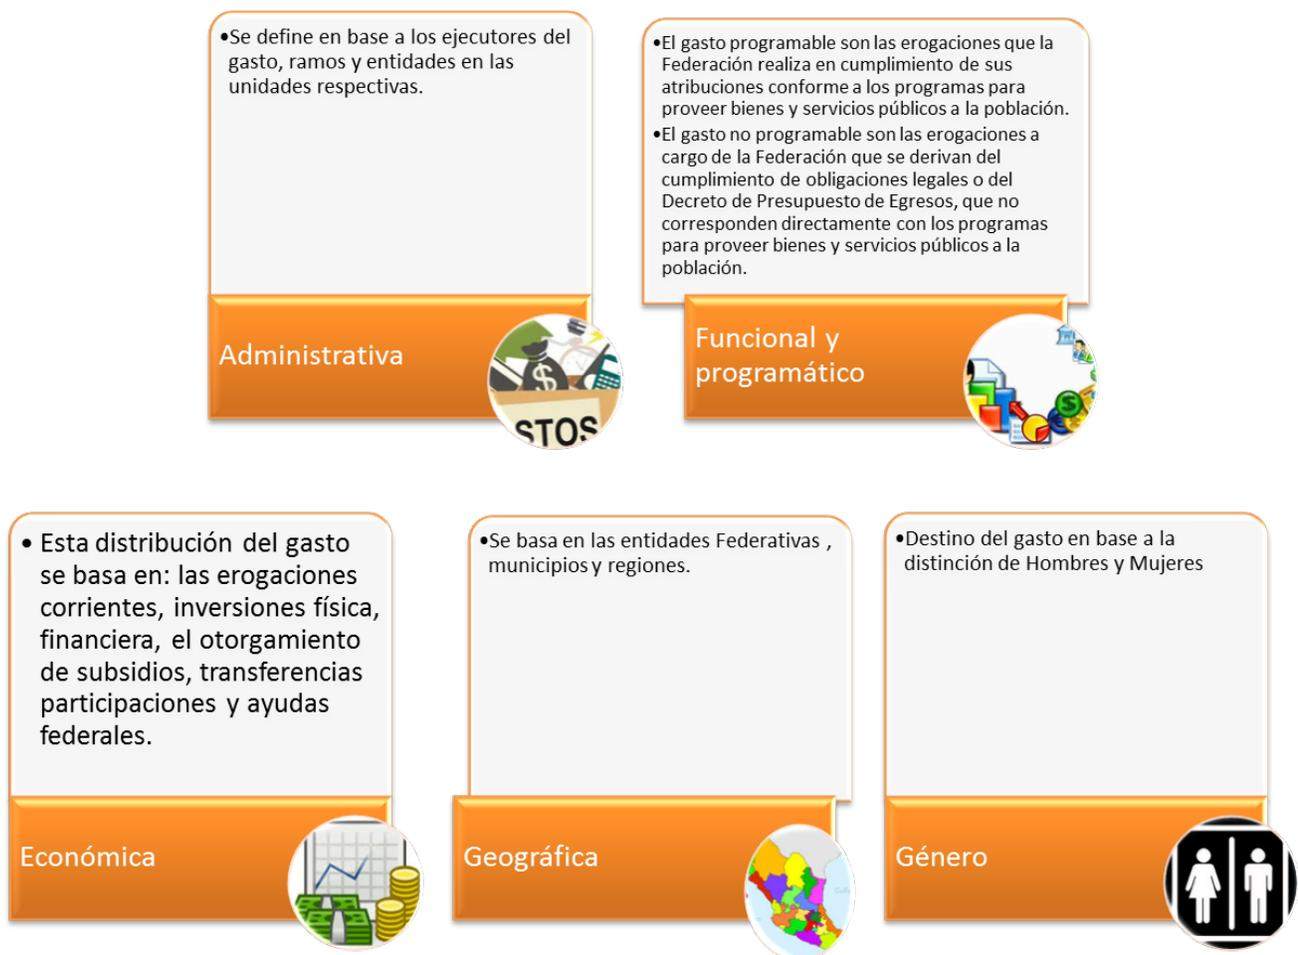 •Se define en base a los ejecutores del
gasto, ramos y entidades en las
unidades respectivas.
Administrativa
$
STOS
•El gasto programable son las erogaciones que la
Federación realiza en cumplimiento de sus
atribuciones conforme a los programas para
proveer bienes y servicios públicos a la población.
•El gasto no programable son las erogaciones a
cargo de la Federación que se derivan del
cumplimiento de obligaciones legales o del
Decreto de Presupuesto de Egresos, que no
corresponden directamente con los programas
para proveer bienes y servicios públicos a la
población.
Funcional y
programático
$
• Esta distribución del gasto
se basa en: las erogaciones
corrientes, inversiones física,
financiera, el otorgamiento
de subsidios, transferencias
participaciones y ayudas
federales.
Económica
•Se basa en las entidades Federativas ,
municipios y regiones.
Geográfica
•Destino del gasto en base a la
distinción de Hombres y Mujeres
Género